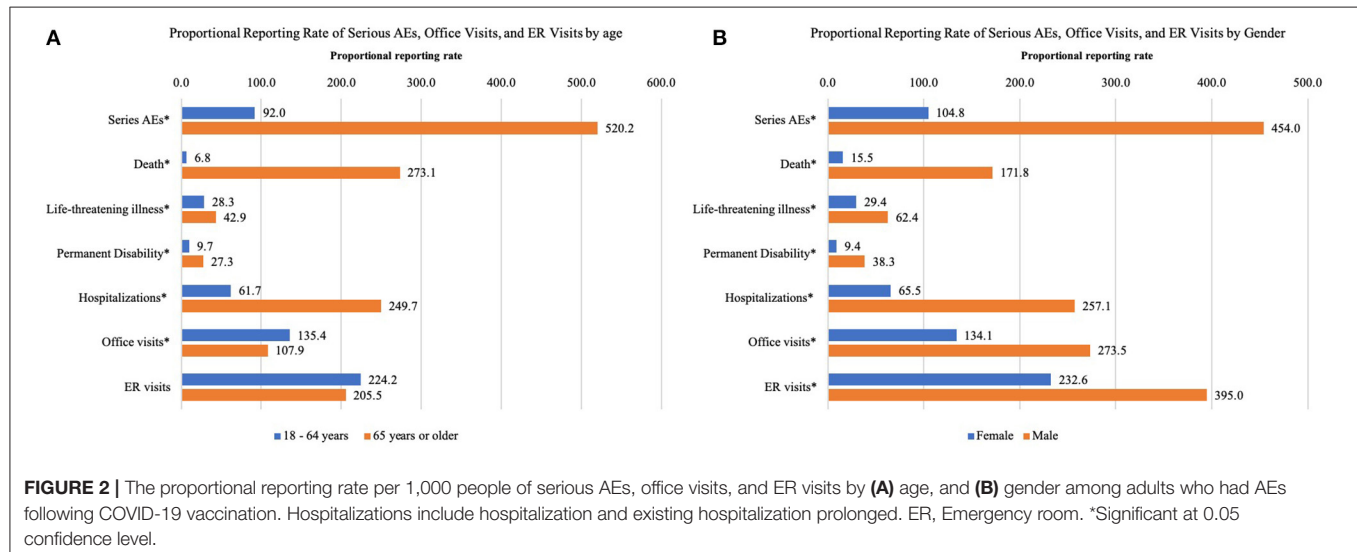 A
Proportional Reporting Rate of Serious AEs, Office Visits, and ER Visits by age
Proportional reporting rate
0.0 100.0 200.0 300.0 400.0 500.0 600.0
Series AEs* 92.0
520.2
Death* 6.8
273.1
Life-threatening illness* 28.3
42.9
Permanent Disability* 9.7
27.3
Hospitalizations* 61.7
249.7
Office visits* 135.4
107.9
ER visits 224.2
205.5
18 - 64 years 65 years or older
B
Proportional Reporting Rate of Serious AEs, Office Visits, and ER Visits by Gender
Proportional reporting rate
0.0 100.0 200.0 300.0 400.0 500.0
Series AEs* 104.8
454.0
Death* 15.5
171.8
Life-threatening illness* 29.4
62.4
Permanent Disability* 9.4
38.3
Hospitalizations* 65.5
257.1
Office visits* 134.1
273.5
ER visits* 232.6
395.0
Female Male
FIGURE 2 | The proportional reporting rate per 1,000 people of serious AEs, office visits, and ER visits by (A) age, and (B) gender among adults who had AEs
following COVID-19 vaccination. Hospitalizations include hospitalization and existing hospitalization prolonged. ER, Emergency room. *Significant at 0.05
confidence level.